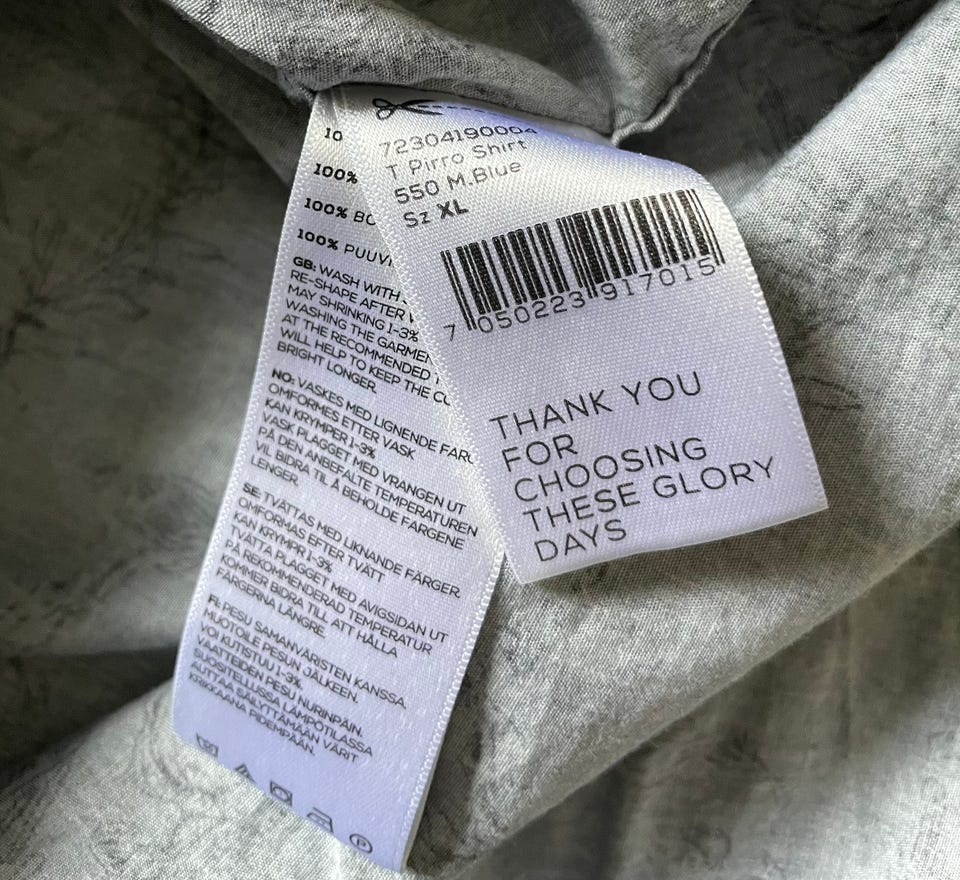 10
100%
100% BO
100% PUUVI
GB: WASH WITH
RE-SHAPE AFTER
MAY SHRINKING 1-3%
WASHING THE GARMEN
AT THE RECOMMENDED
WILL HELP TO KEEP THE CO
BRIGHT LONGER.
NO: VASKES MED LIGNENDE FARG
OMFORMES ETTER VASK
KAN KRYMPER 1-3%
VASK PLAGGET MED VRANGEN UT
PÅ DEN ANBEFALTE TEMPERATUREN
VIL BIDRA TIL Å BEHOLDE FARGENE
LENGER.
SE: TVÄTTAS MED LIKNANDE FÄRGER.
OMFORMAS EFTER TVÄTT
KAN KRYMPR 1-3%
TVÄTTA PLAGGET MED AVIGSIDAN UT
PÅ REKOMMENDERAD TEMPERATUR
KOMMER BIDRA TILL ATT HÅLLA
FÄRGERNA LÄNGRE.
FI: PESU SAMANVÄRISTEN KANSSA.
MUOTOILE PESUN JÄLKEEN.
VOI KUTISTUU 1-3%.
VAATTEIDEN PESU NURINPÄIN.
SUOSITELLUSSA LÄMPÖTILASSA
AUTTAA SÄILYTTÄMÄÄN VÄRIT
KIRKKAANA PIDEMPÄÄN.
P
72304190004
T Pirro Shirt
550 M.Blue
Sz XL
7 050223 917015
THANK YOU
FOR
CHOOSING
THESE GLORY
DAYS